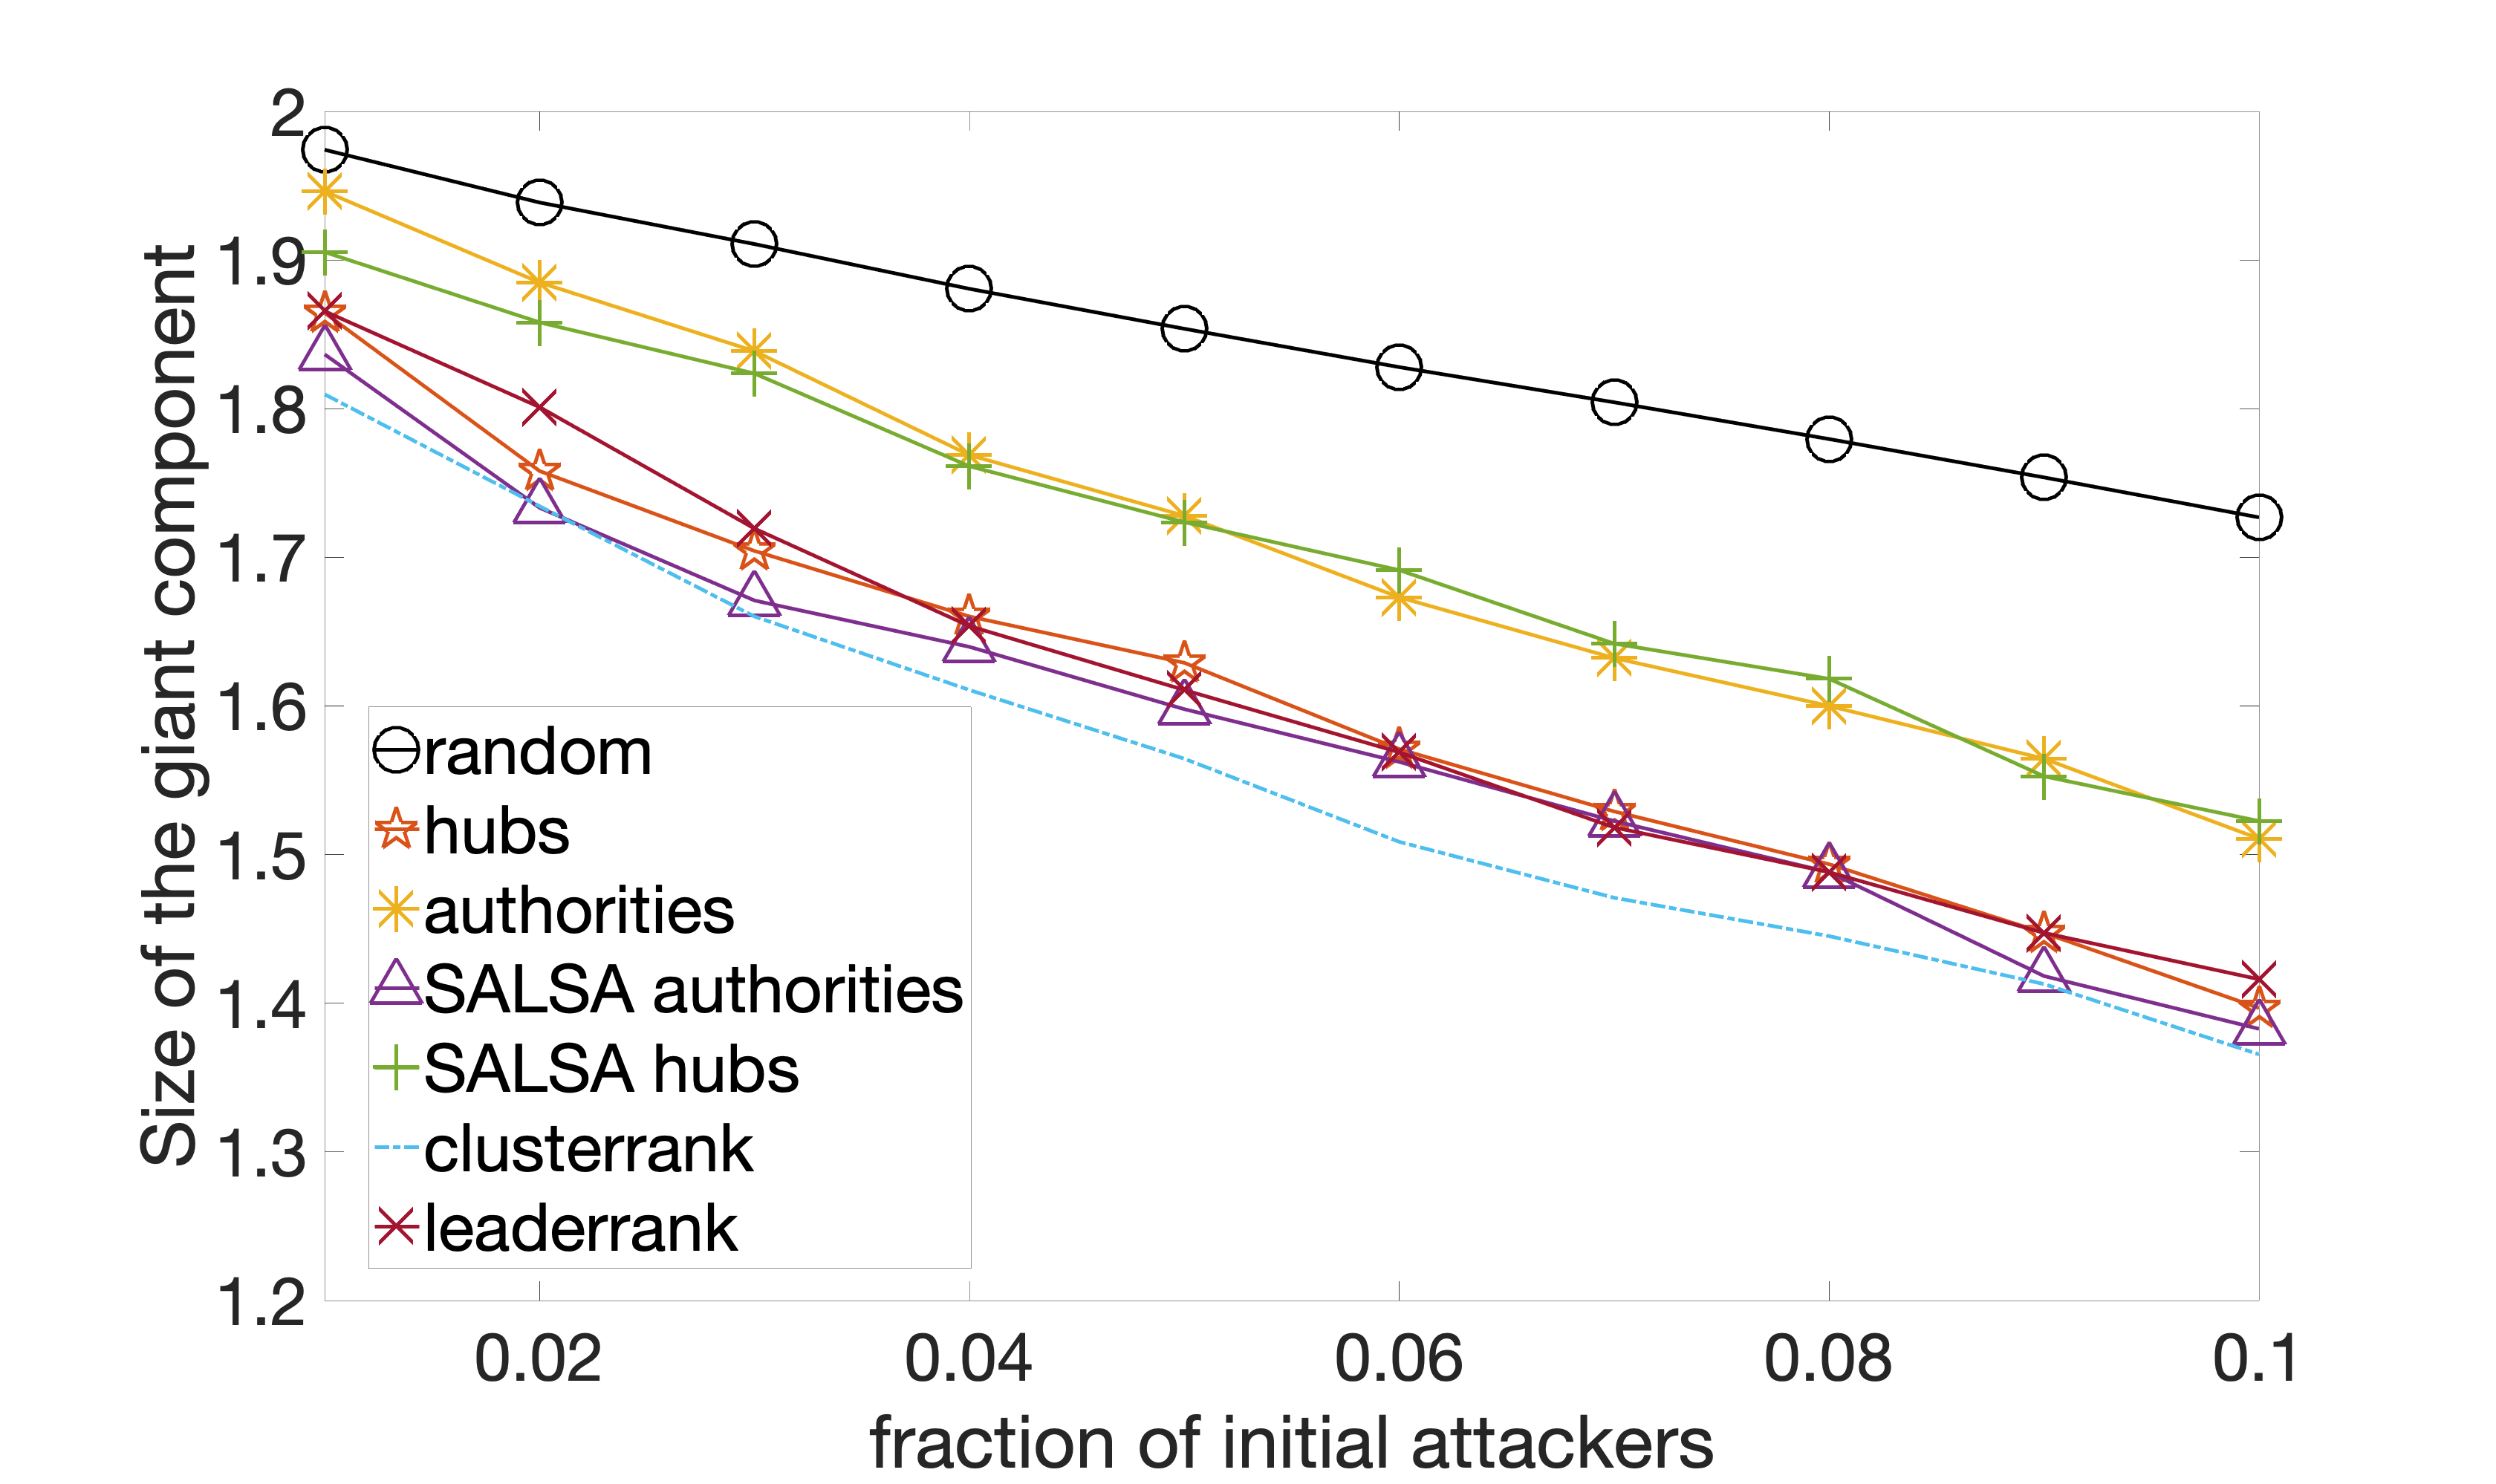 Size of the giant component
2
1.9
1.8
1.7
1.6
1.5
1.4
1.3
1.2
random
hubs
authorities
SALSA authorities
SALSA hubs
clusterrank
leaderrank
0.02 0.04 0.06 0.08 0.1
fraction of initial attackers